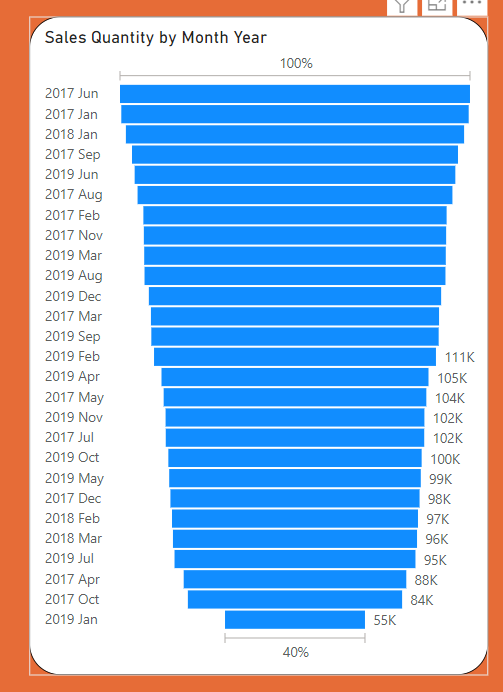 Sales Quantity by Month Year
100%
2017 Jun
2017 Jan
2018 Jan
2017 Sep
2019 Jun
2017 Aug
2017 Feb
2017 Nov
2019 Mar
2019 Aug
2019 Dec
2017 Mar
2019 Sep
2019 Feb 111K
2019 Apr 105K
2017 May 104K
2019 Nov 102K
2017 Jul 102K
2019 Oct 100K
2019 May 99K
2017 Dec 98K
2018 Feb 97K
2018 Mar 96K
2019 Jul 95K
2017 Apr 88K
2017 Oct 84K
2019 Jan 55K
40%